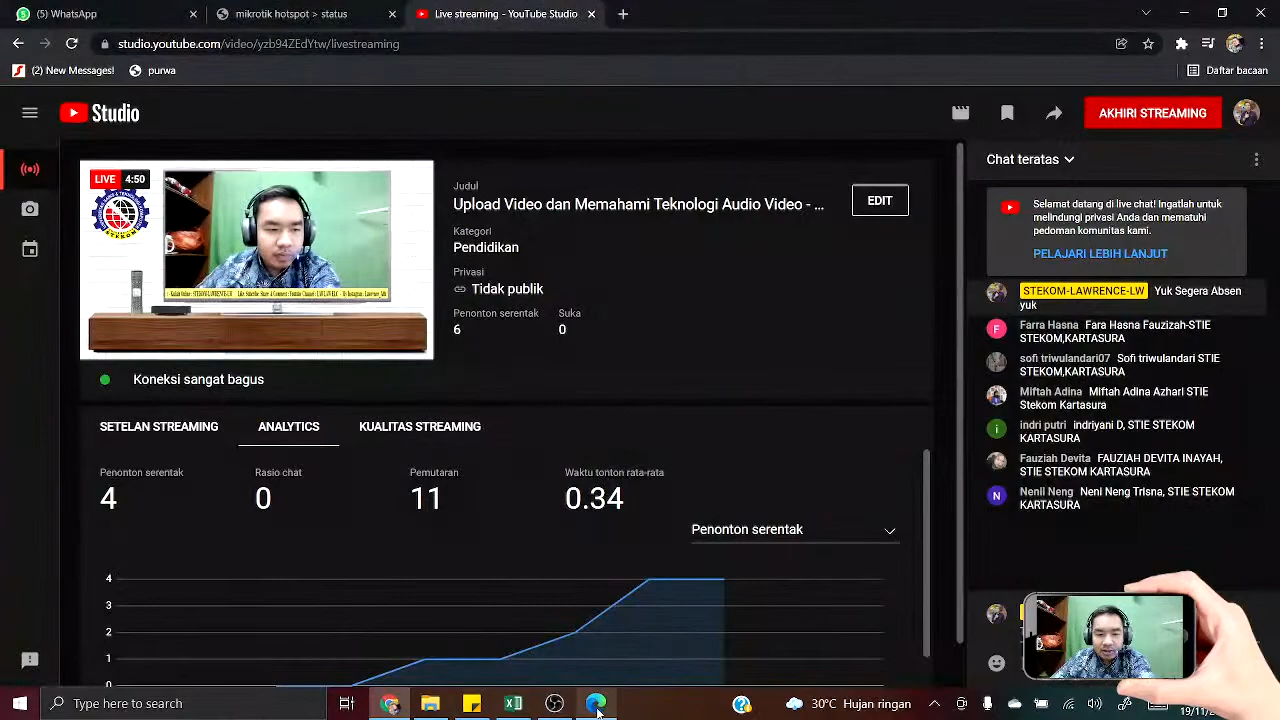 (5) WhatsApp
mikrotik hotspot > status
Live streaming - YouTube Studio
studio.youtube.com/video/yzb94ZEdYtw/livestreaming
(2) New Messages!
purwa
Daftar bacaan
Studio
AKHIRI STREAMING
LIVE 4:50
STEKOM
Judul
Upload Video dan Memahami Teknologi Audio Video - ...
EDIT
Kategori
Pendidikan
Privasi
Tidak publik
Penonton serentak
Suka
6
0
Koneksi sangat bagus
SETELAN STREAMING
ANALYTICS
KUALITAS STREAMING
Penonton serentak
Rasio chat
Pemutaran
Waktu tonton rata-rata
4
0
11
0.34
Penonton serentak
4
3
2
1
0
Chat teratas
Selamat datang di live chat! Ingatlah untuk
melindungi privasi Anda dan mematuhi
pedoman komunitas kami.
PELAJARI LEBIH LANJUT
STEKOM-LAWRENCE-LW Yuk Segera Absen
yuk
Farra Hasna Fara Hasna Fauzizah-STIE
STEKOM,KARTASURA
sofi triwulandari07 Sofi triwulandari STIE
STEKOM,KARTASURA
Miftah Adina Miftah Adina Azhari STIE
Stekom Kartasura
indri putri indriyani D, STIE STEKOM
KARTASURA
Fauziah Devita FAUZIAH DEVITA INAYAH,
STIE STEKOM KARTASURA
Nenil Neng Neni Neng Trisna, STIE STEKOM
KARTASURA
Type here to search
30°C Hujan ringan